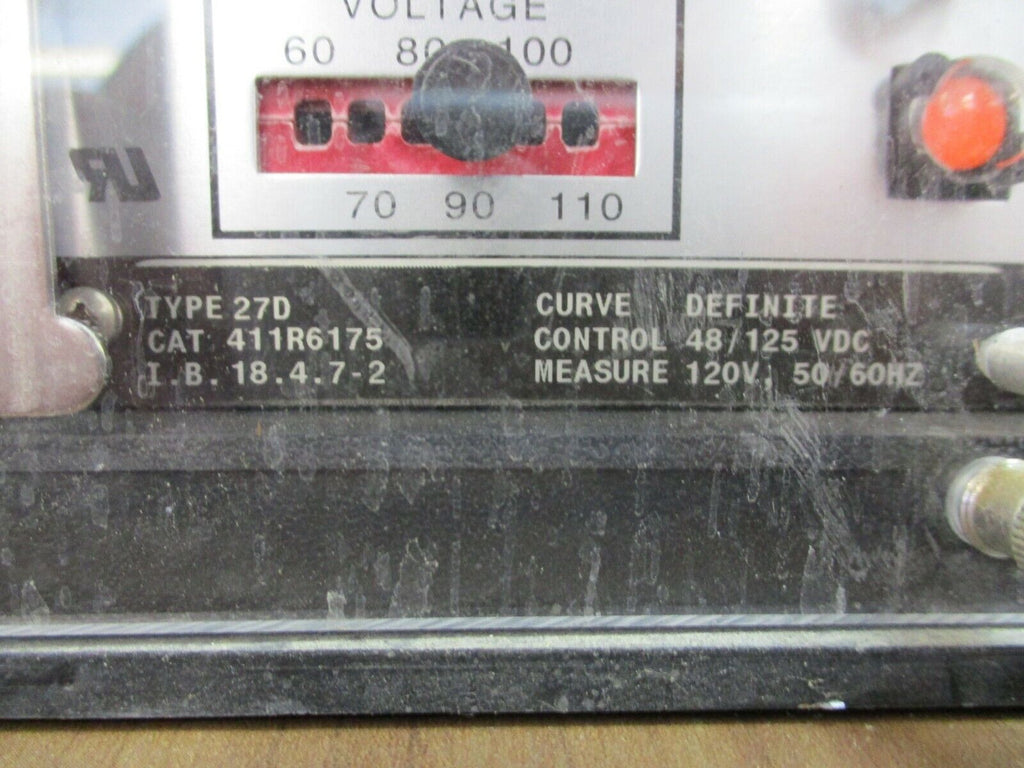 VOLTAGE
60 80 100
70 90 110
TYPE 27D
CAT 411R6175
I.B. 18.4.7-2
CURVE DEFINITE
CONTROL 48/125 VDC
MEASURE 120V, 50/60HZ